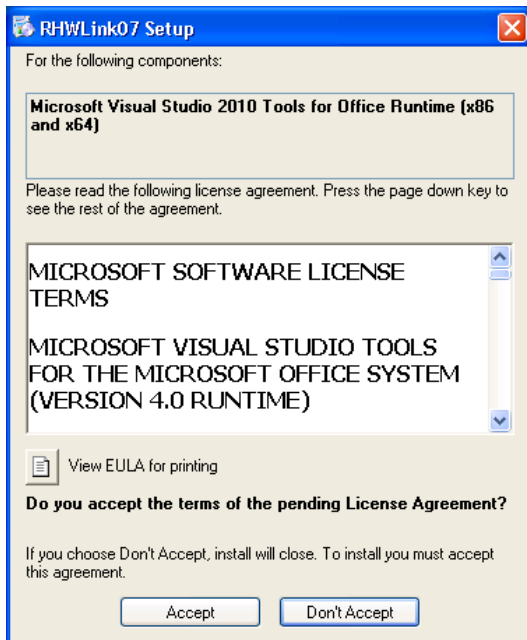 RHWLink07 Setup
For the following components:
Microsoft Visual Studio 2010 Tools for Office Runtime (x86
and x64)
Please read the following license agreement. Press the page down key to
see the rest of the agreement.
MICROSOFT SOFTWARE LICENSE
TERMS
MICROSOFT VISUAL STUDIO TOOLS
FOR THE MICROSOFT OFFICE SYSTEM
(VERSION 4.0 RUNTIME)
View EULA for printing
Do you accept the terms of the pending License Agreement?
If you choose Don't Accept, install will close. To install you must accept
this agreement.
Accept
Don't Accept